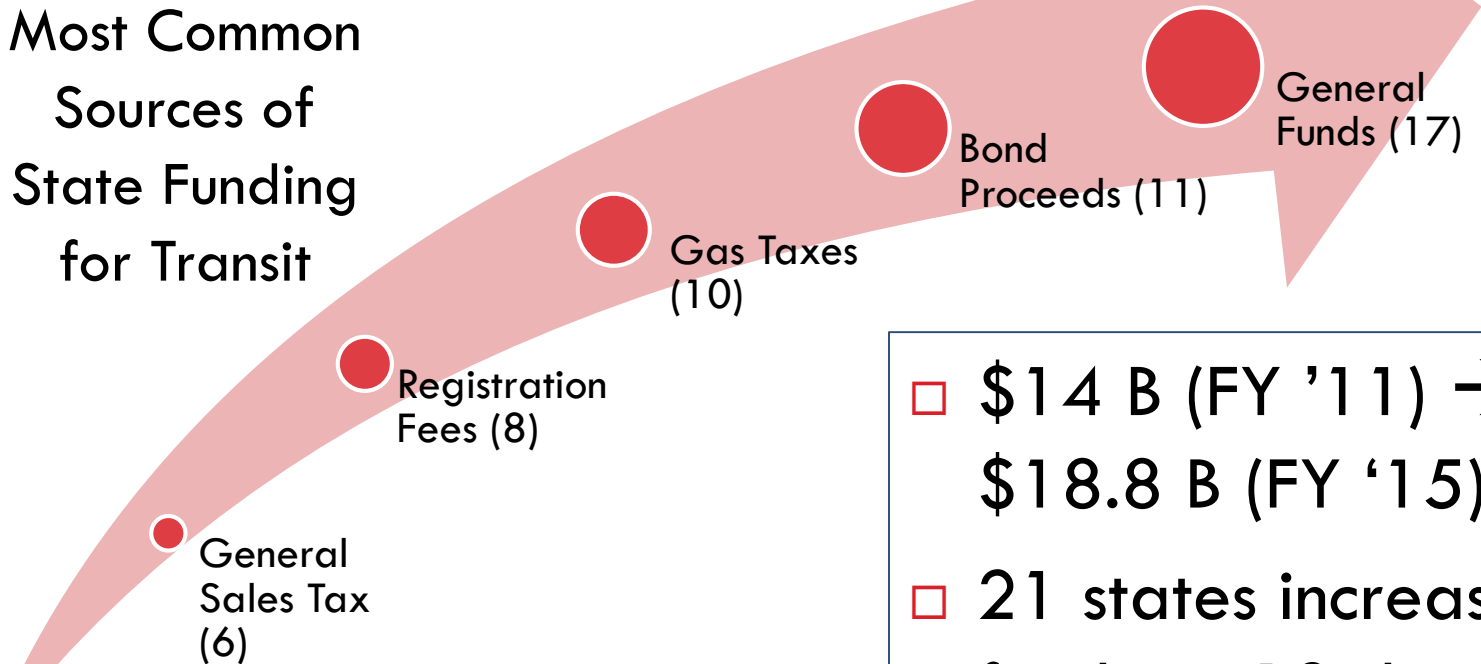 Most Common
Sources of
State Funding
for Transit
General
Funds (17)
Bond
Proceeds (11)
Gas Taxes
(10)
Registration
Fees (8)
General
Sales Tax
(6)
$14 B (FY ’11)
$18.8 B (FY ‘15)
21 states